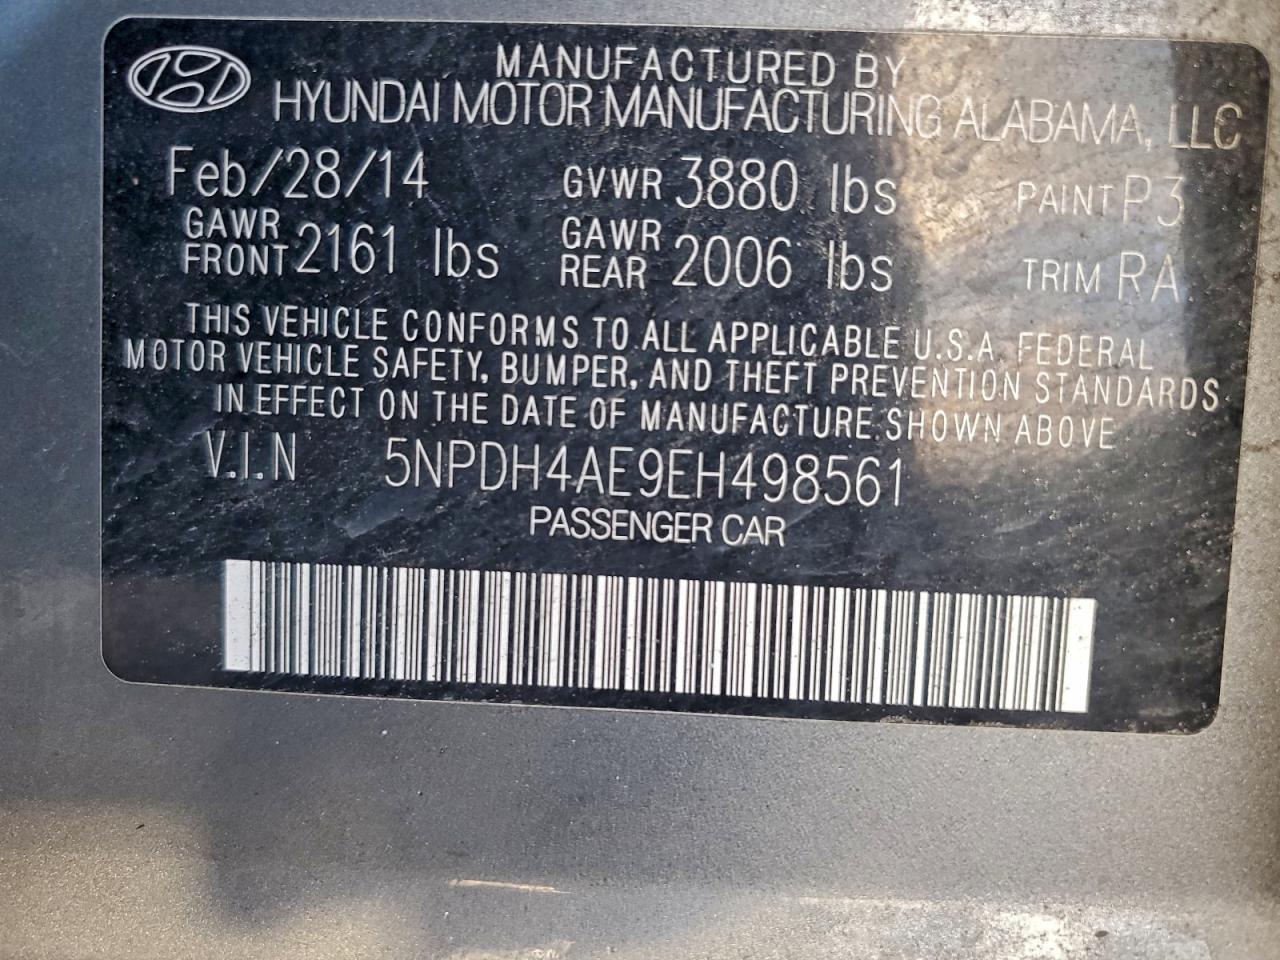 MANUFACTURED BY
HYUNDAI MOTOR MANUFACTURING ALABAMA, LLC
Feb/28/14 GVWR 3880 lbs PAINT P3
GAWR FRONT 2161 lbs GAWR REAR 2006 lbs TRIM RA
THIS VEHICLE CONFORMS TO ALL APPLICABLE U.S.A. FEDERAL
MOTOR VEHICLE SAFETY, BUMPER, AND THEFT PREVENTION STANDARDS
IN EFFECT ON THE DATE OF MANUFACTURE SHOWN ABOVE
V.I.N 5NPDH4AE9EH498561
PASSENGER CAR